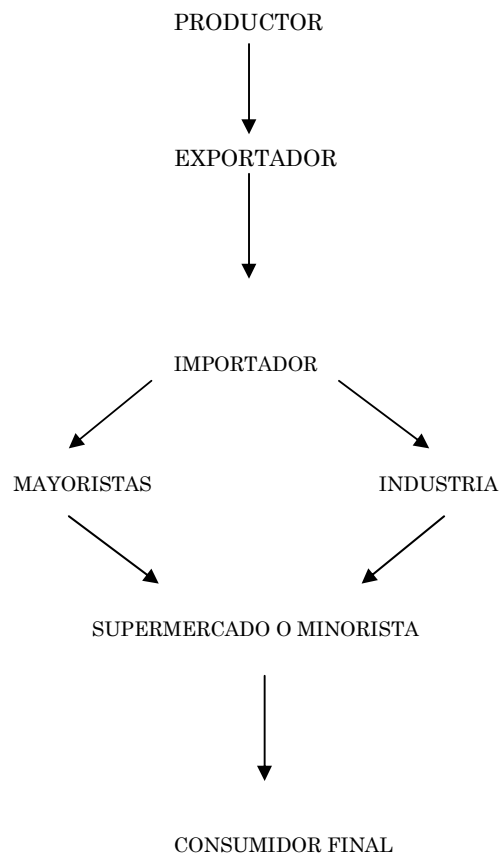 PRODUCTOR
EXPORTADOR
IMPORTADOR
MAYORISTAS
INDUSTRIA
SUPERMERCADO O MINORISTA
CONSUMIDOR FINAL